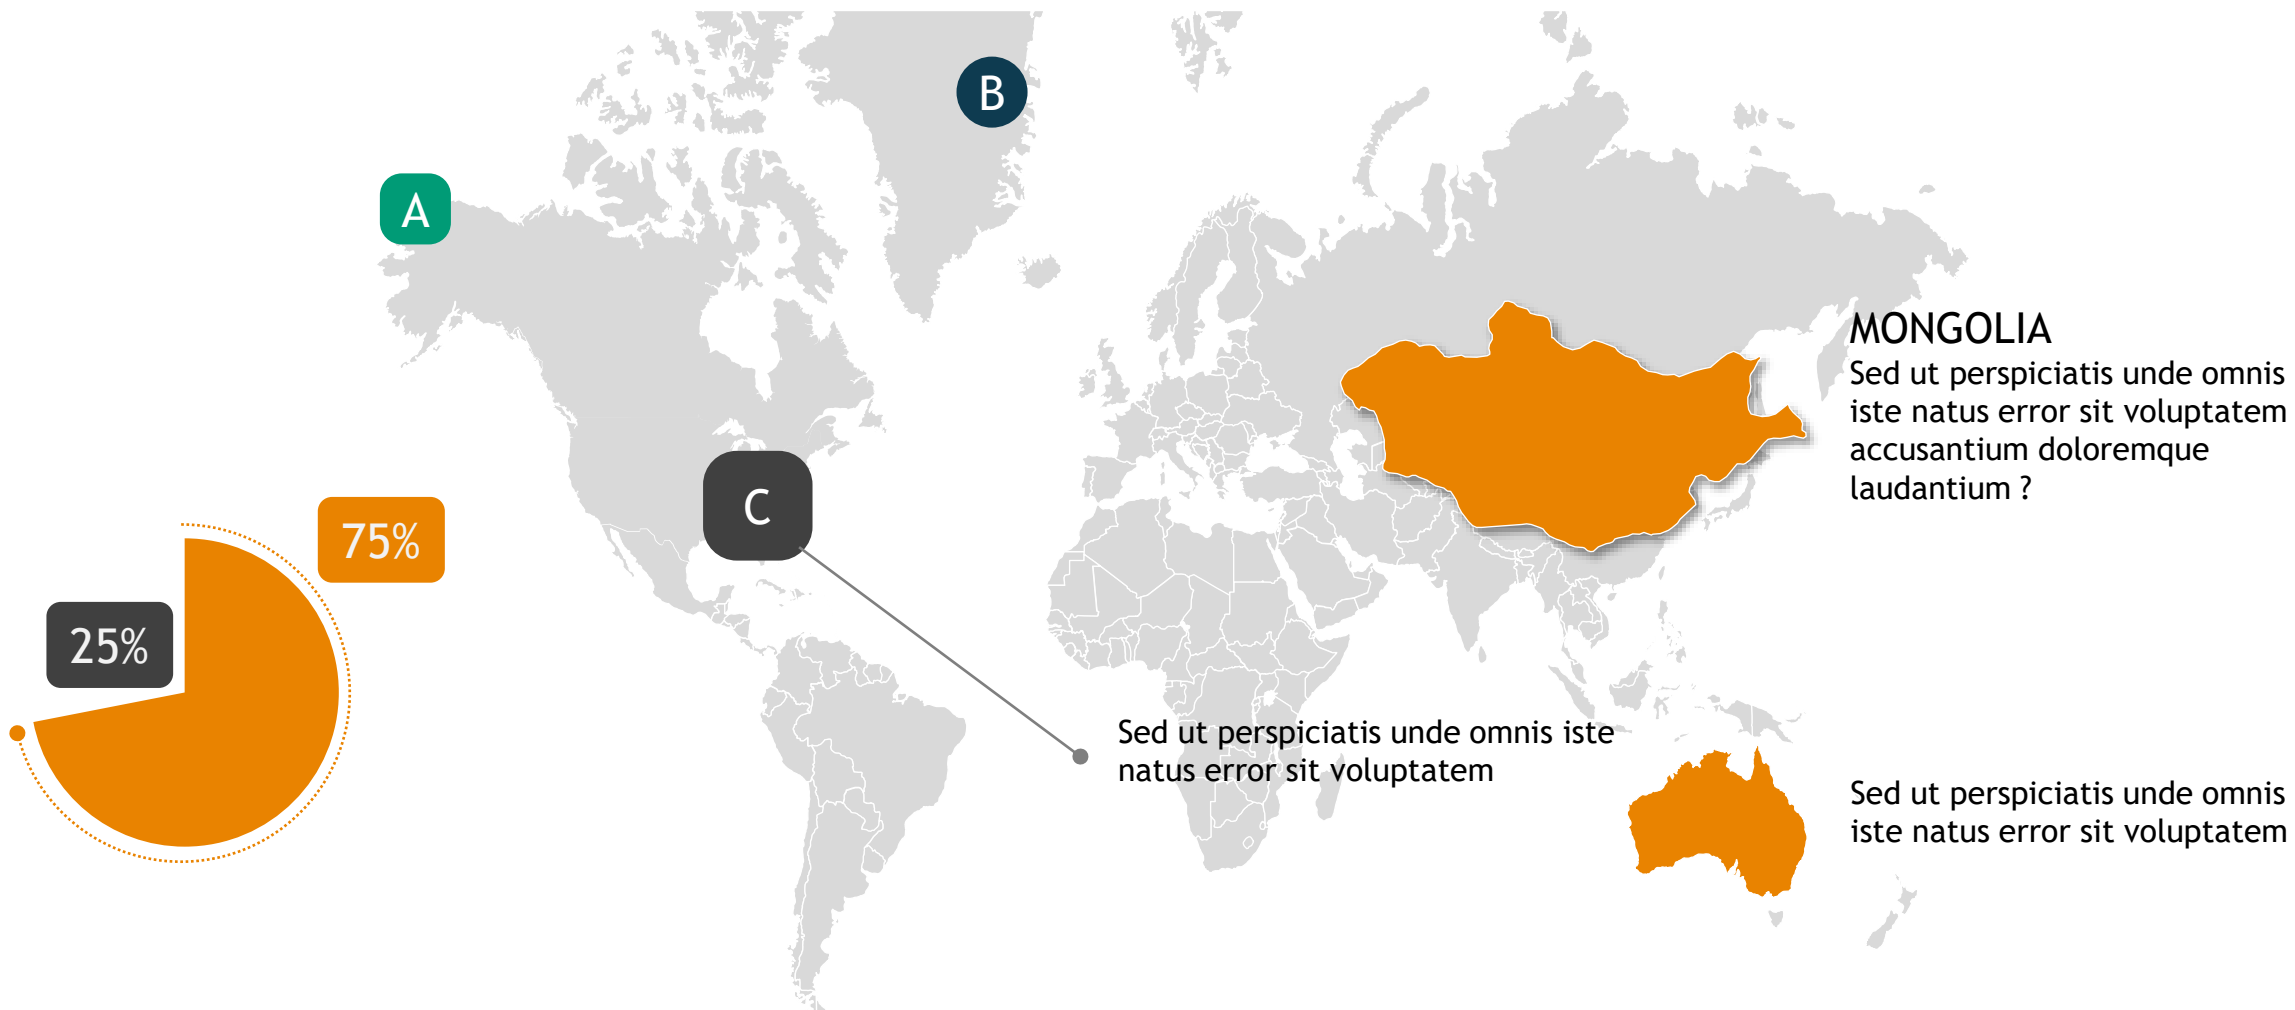 B
A
MONGOLIA
Sed ut perspiciatis unde omnis
iste natus error sit voluptatem
accusantium doloremque
laudantium ?
C
75%
25%
Sed ut perspiciatis unde omnis iste
natus error sit voluptatem
Sed ut perspiciatis unde omnis
iste natus error sit voluptatem